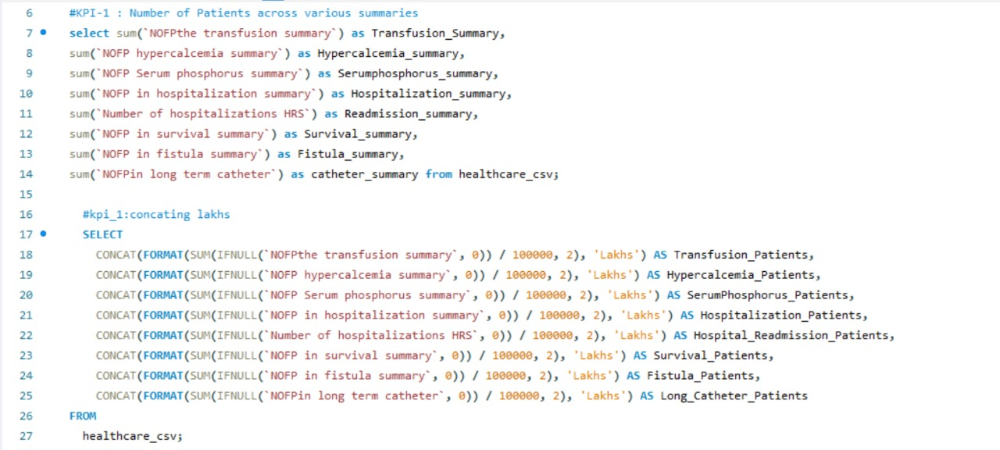 6 #KPI-1 : Number of Patients across various summaries
7 select sum(`NOFPthe transfusion summary`) as Transfusion_Summary,
8 sum(`NOFP hypercalcemia summary`) as Hypercalcemia_summary,
9 sum(`NOFP Serum phosphorus summary`) as Serumphosphorus_summary,
10 sum(`NOFP in hospitalization summary`) as Hospitalization_summary,
11 sum(`Number of hospitalizations HRS`) as Readmission_summary,
12 sum(`NOFP in survival summary`) as Survival_summary,
13 sum(`NOFP in fistula summary`) as Fistula_summary,
14 sum(`NOFPin long term catheter`) as catheter_summary from healthcare_csv;
15
16 #kpi_1:concating lakhs
17 SELECT
18 CONCAT(FORMAT(SUM(IFNULL(`NOFPthe transfusion summary`, 0)) / 100000, 2), 'Lakhs') AS Transfusion_Patients,
19 CONCAT(FORMAT(SUM(IFNULL(`NOFP hypercalcemia summary`, 0)) / 100000, 2), 'Lakhs') AS Hypercalcemia_Patients,
20 CONCAT(FORMAT(SUM(IFNULL(`NOFP Serum phosphorus summary`, 0)) / 100000, 2), 'Lakhs') AS SerumPhosphorus_Patients,
21 CONCAT(FORMAT(SUM(IFNULL(`NOFP in hospitalization summary`, 0)) / 100000, 2), 'Lakhs') AS Hospitalization_Patients,
22 CONCAT(FORMAT(SUM(IFNULL(`Number of hospitalizations HRS`, 0)) / 100000, 2), 'Lakhs') AS Hospital_Readmission_Patients,
23 CONCAT(FORMAT(SUM(IFNULL(`NOFP in survival summary`, 0)) / 100000, 2), 'Lakhs') AS Survival_Patients,
24 CONCAT(FORMAT(SUM(IFNULL(`NOFP in fistula summary`, 0)) / 100000, 2), 'Lakhs') AS Fistula_Patients,
25 CONCAT(FORMAT(SUM(IFNULL(`NOFPin long term catheter`, 0)) / 100000, 2), 'Lakhs') AS Long_Catheter_Patients
26 FROM
27 healthcare_csv;